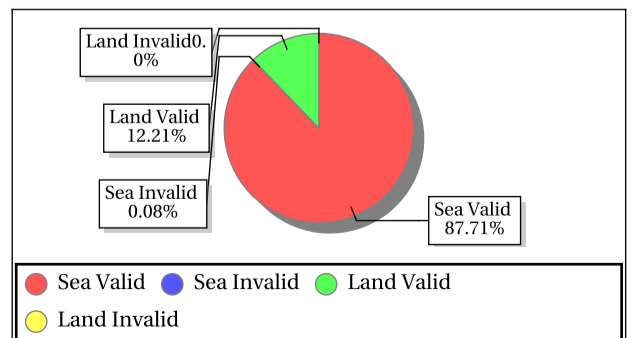 Land Invalid0.
0%
Land Valid
12.21%
Sea Invalid
0.08%
Sea Valid
87.71%
Sea Valid
Sea Invalid
Land Valid
Land Invalid